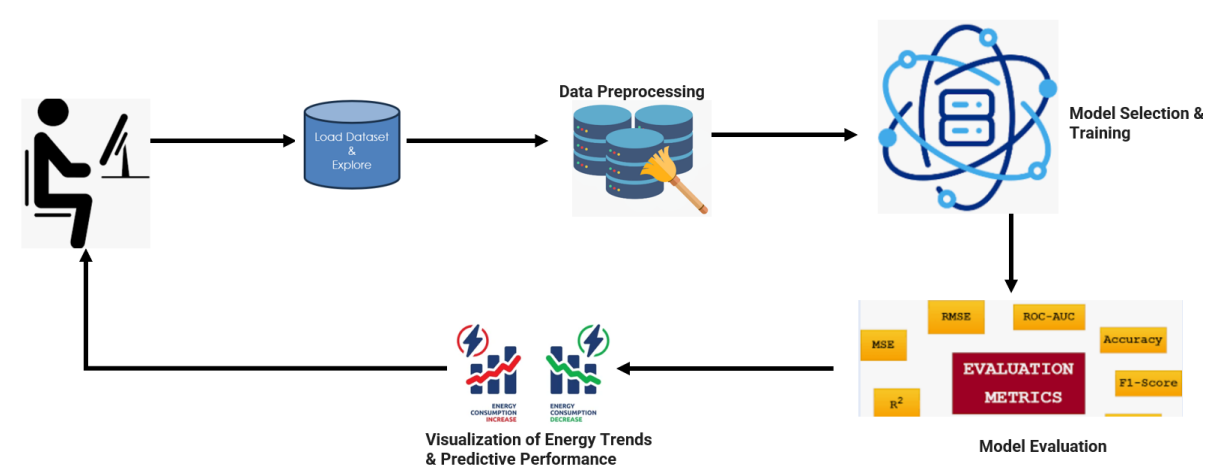 Load Dataset
&
Explore
Data Preprocessing
Model Selection &
Training
RMSE
ROC-AUC
MSE
Accuracy
EVALUATION
METRICS
F1-Score
R²
Model Evaluation
ENERGY
CONSUMPTION
INCREASE
ENERGY
CONSUMPTION
DECREASE
Visualization of Energy Trends
& Predictive Performance